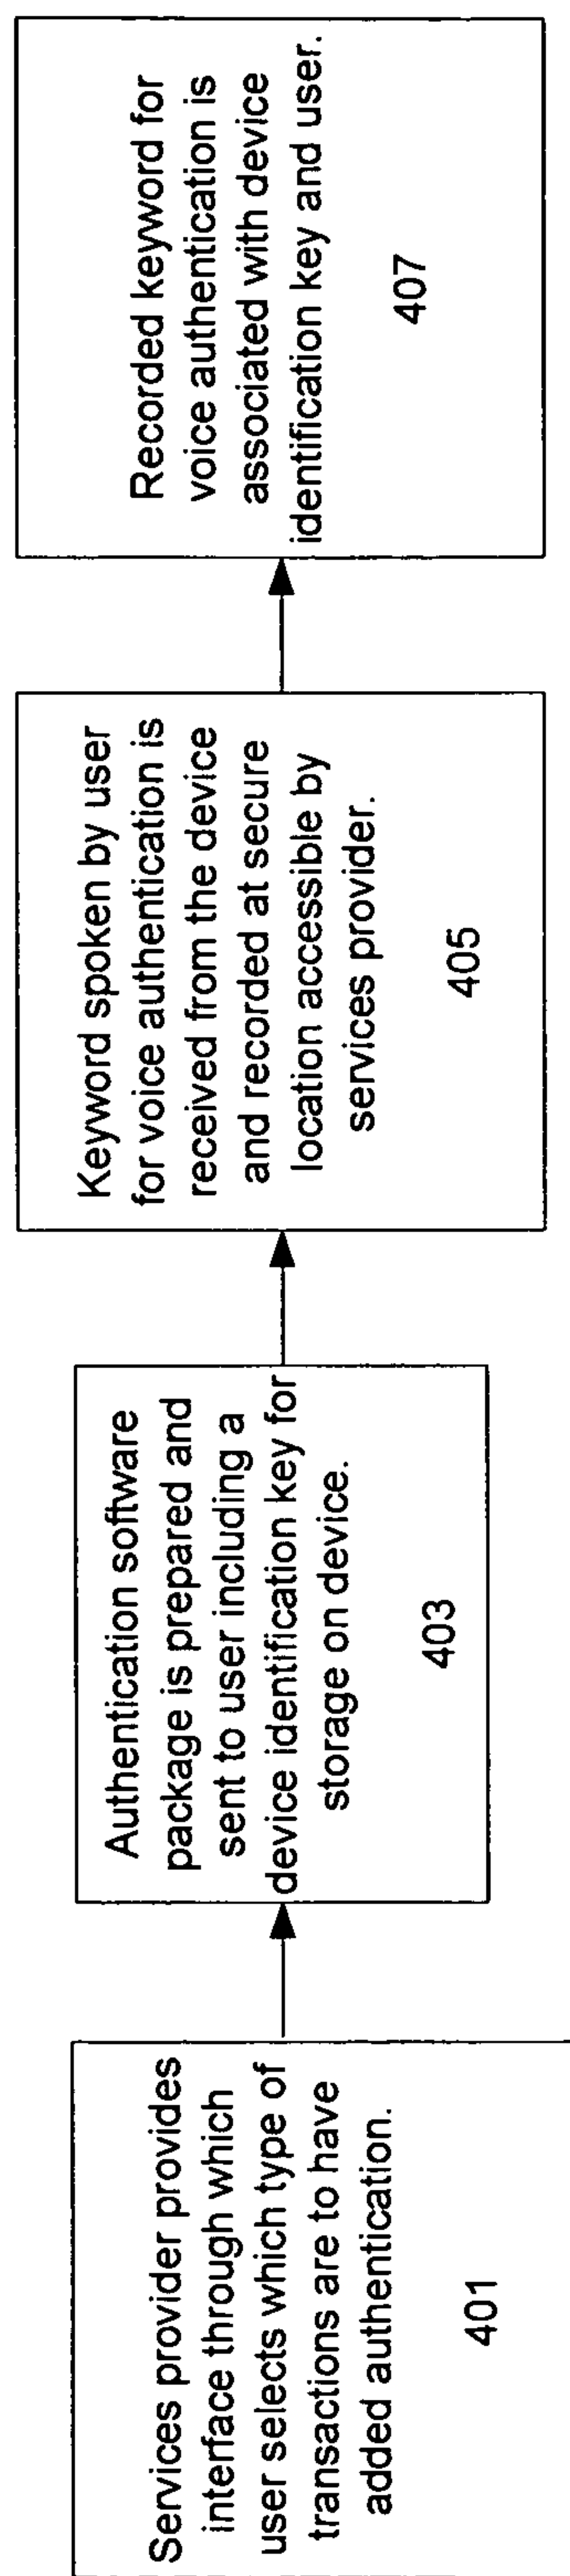 Services provider provides
interface through which
user selects which type of
transactions are to have
added authentication.
401
Authentication software
package is prepared and
sent to user including a
device identification key for
storage on device.
403
Keyword spoken by user
for voice authentication is
received from the device
and recorded at secure
location accessible by
services provider.
405
Recorded keyword for
voice authentication is
associated with device
identification key and user.
407